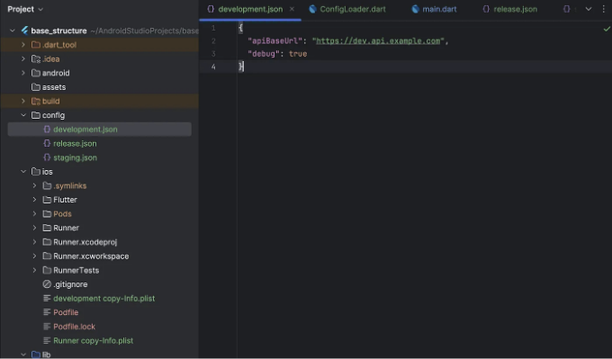 Project
development.json
ConfigLoader.dart
main.dart
release.json
base_structure ~/AndroidStudioProjects/base
.dart_tool
.idea
android
assets
build
config
development.json
release.json
staging.json
ios
.symlinks
Flutter
Pods
Runner
Runner.xcodeproj
Runner.xcworkspace
RunnerTests
.gitignore
development copy-Info.plist
Podfile
Podfile.lock
Runner copy-Info.plist
lib
1 {
2 "apiBaseUrl": "https://dev.api.example.com",
3 "debug": true
4 }